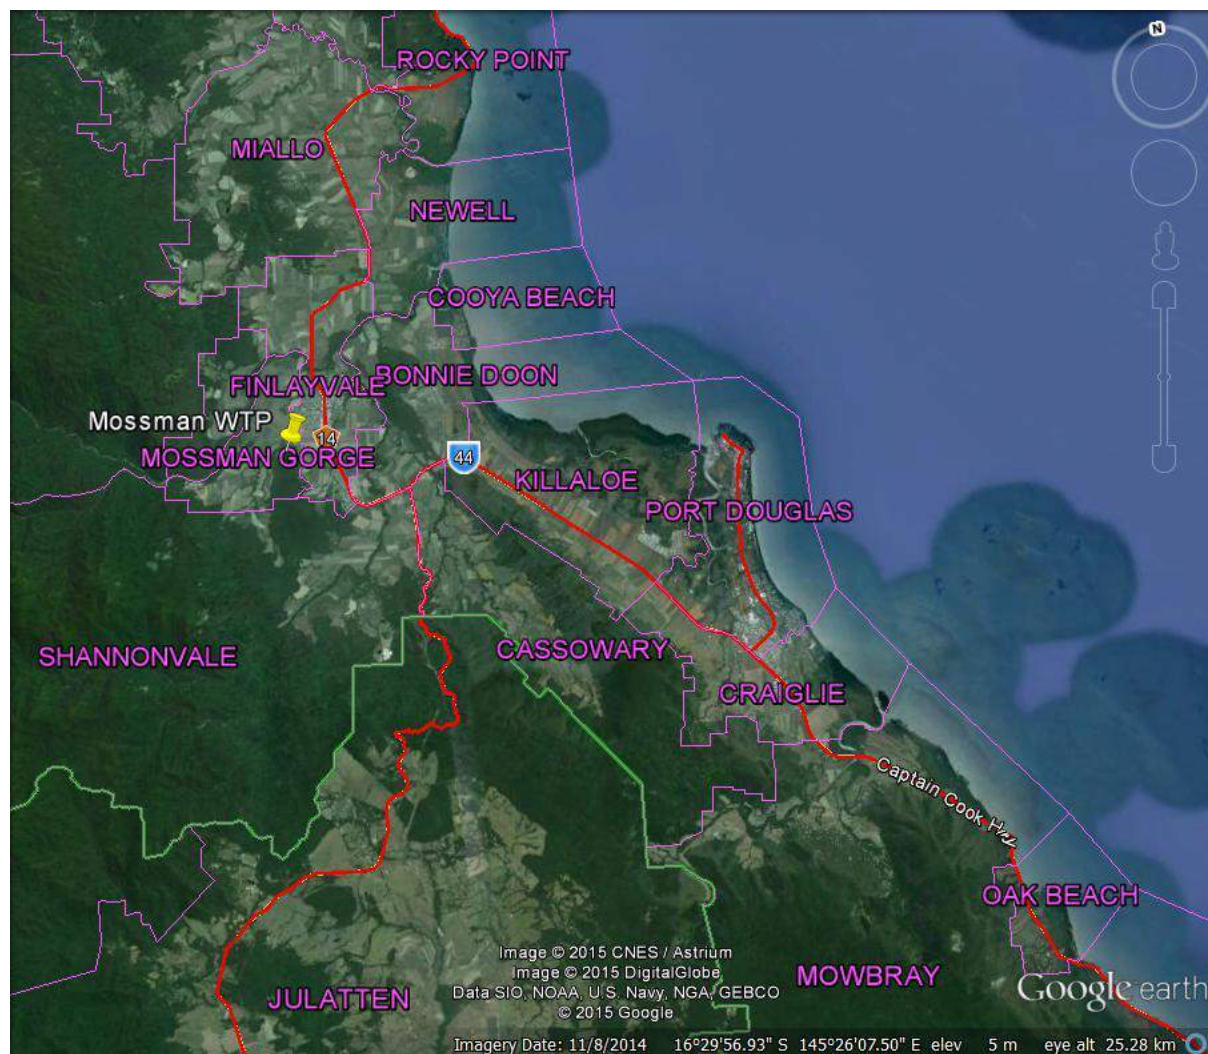 N
ROCKY POINT
MIALLO
NEWELL
COOYA BEACH
BONNIE DOON
FINLAYVALE
Mossman WTP
14
MOSSMAN GORGE
44
KILLALOE
PORT DOUGLAS
SHANNONVALE
CASSOWARY
CRAIGLIE
Captain Cook Hwy
OAK BEACH
Image © 2015 CNES / Astrium
Image © 2015 DigitalGlobe
Data SIO, NOAA, U.S. Navy, NGA, GEBCO
© 2015 Google
MOWBRAY
JULATTEN
Google earth
Imagery Date: 11/8/2014 16°29'56.93" S 145°26'07.50" E elev 5 m eye alt 25.28 km